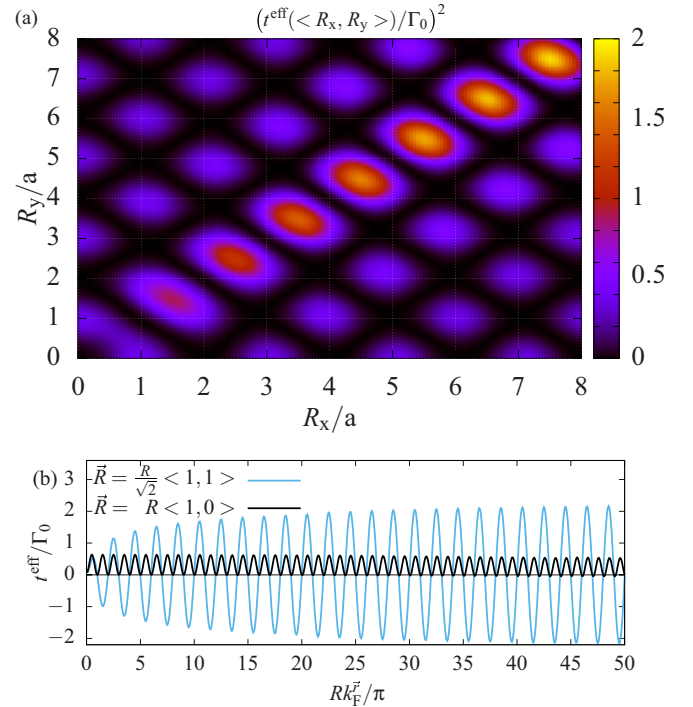 (a)
(t^eff(< R_x, R_y >)/Γ_0)^2
R_y/a
8
7
6
5
4
3
2
1
0
0 1 2 3 4 5 6 7 8
R_x/a
2
1.5
1
0.5
0
(b)
R⃗ = R/√2 < 1, 1 >
R⃗ = R < 1, 0 >
t^eff/Γ_0
3
2
1
0
−1
−2
0 5 10 15 20 25 30 35 40 45 50
Rk_F^r⃗/π